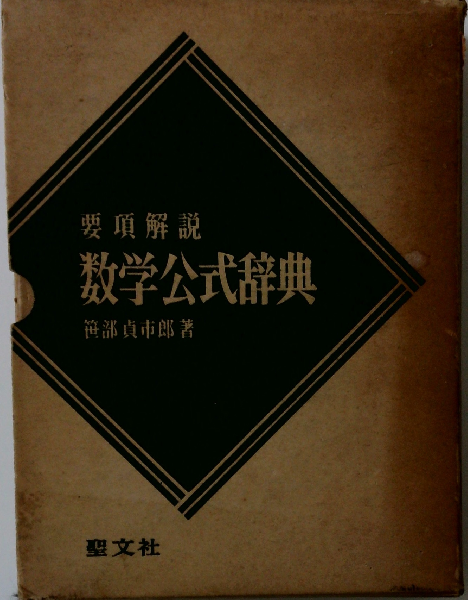 要項解説
数学公式辞典
笹部貞市郎著
聖文社